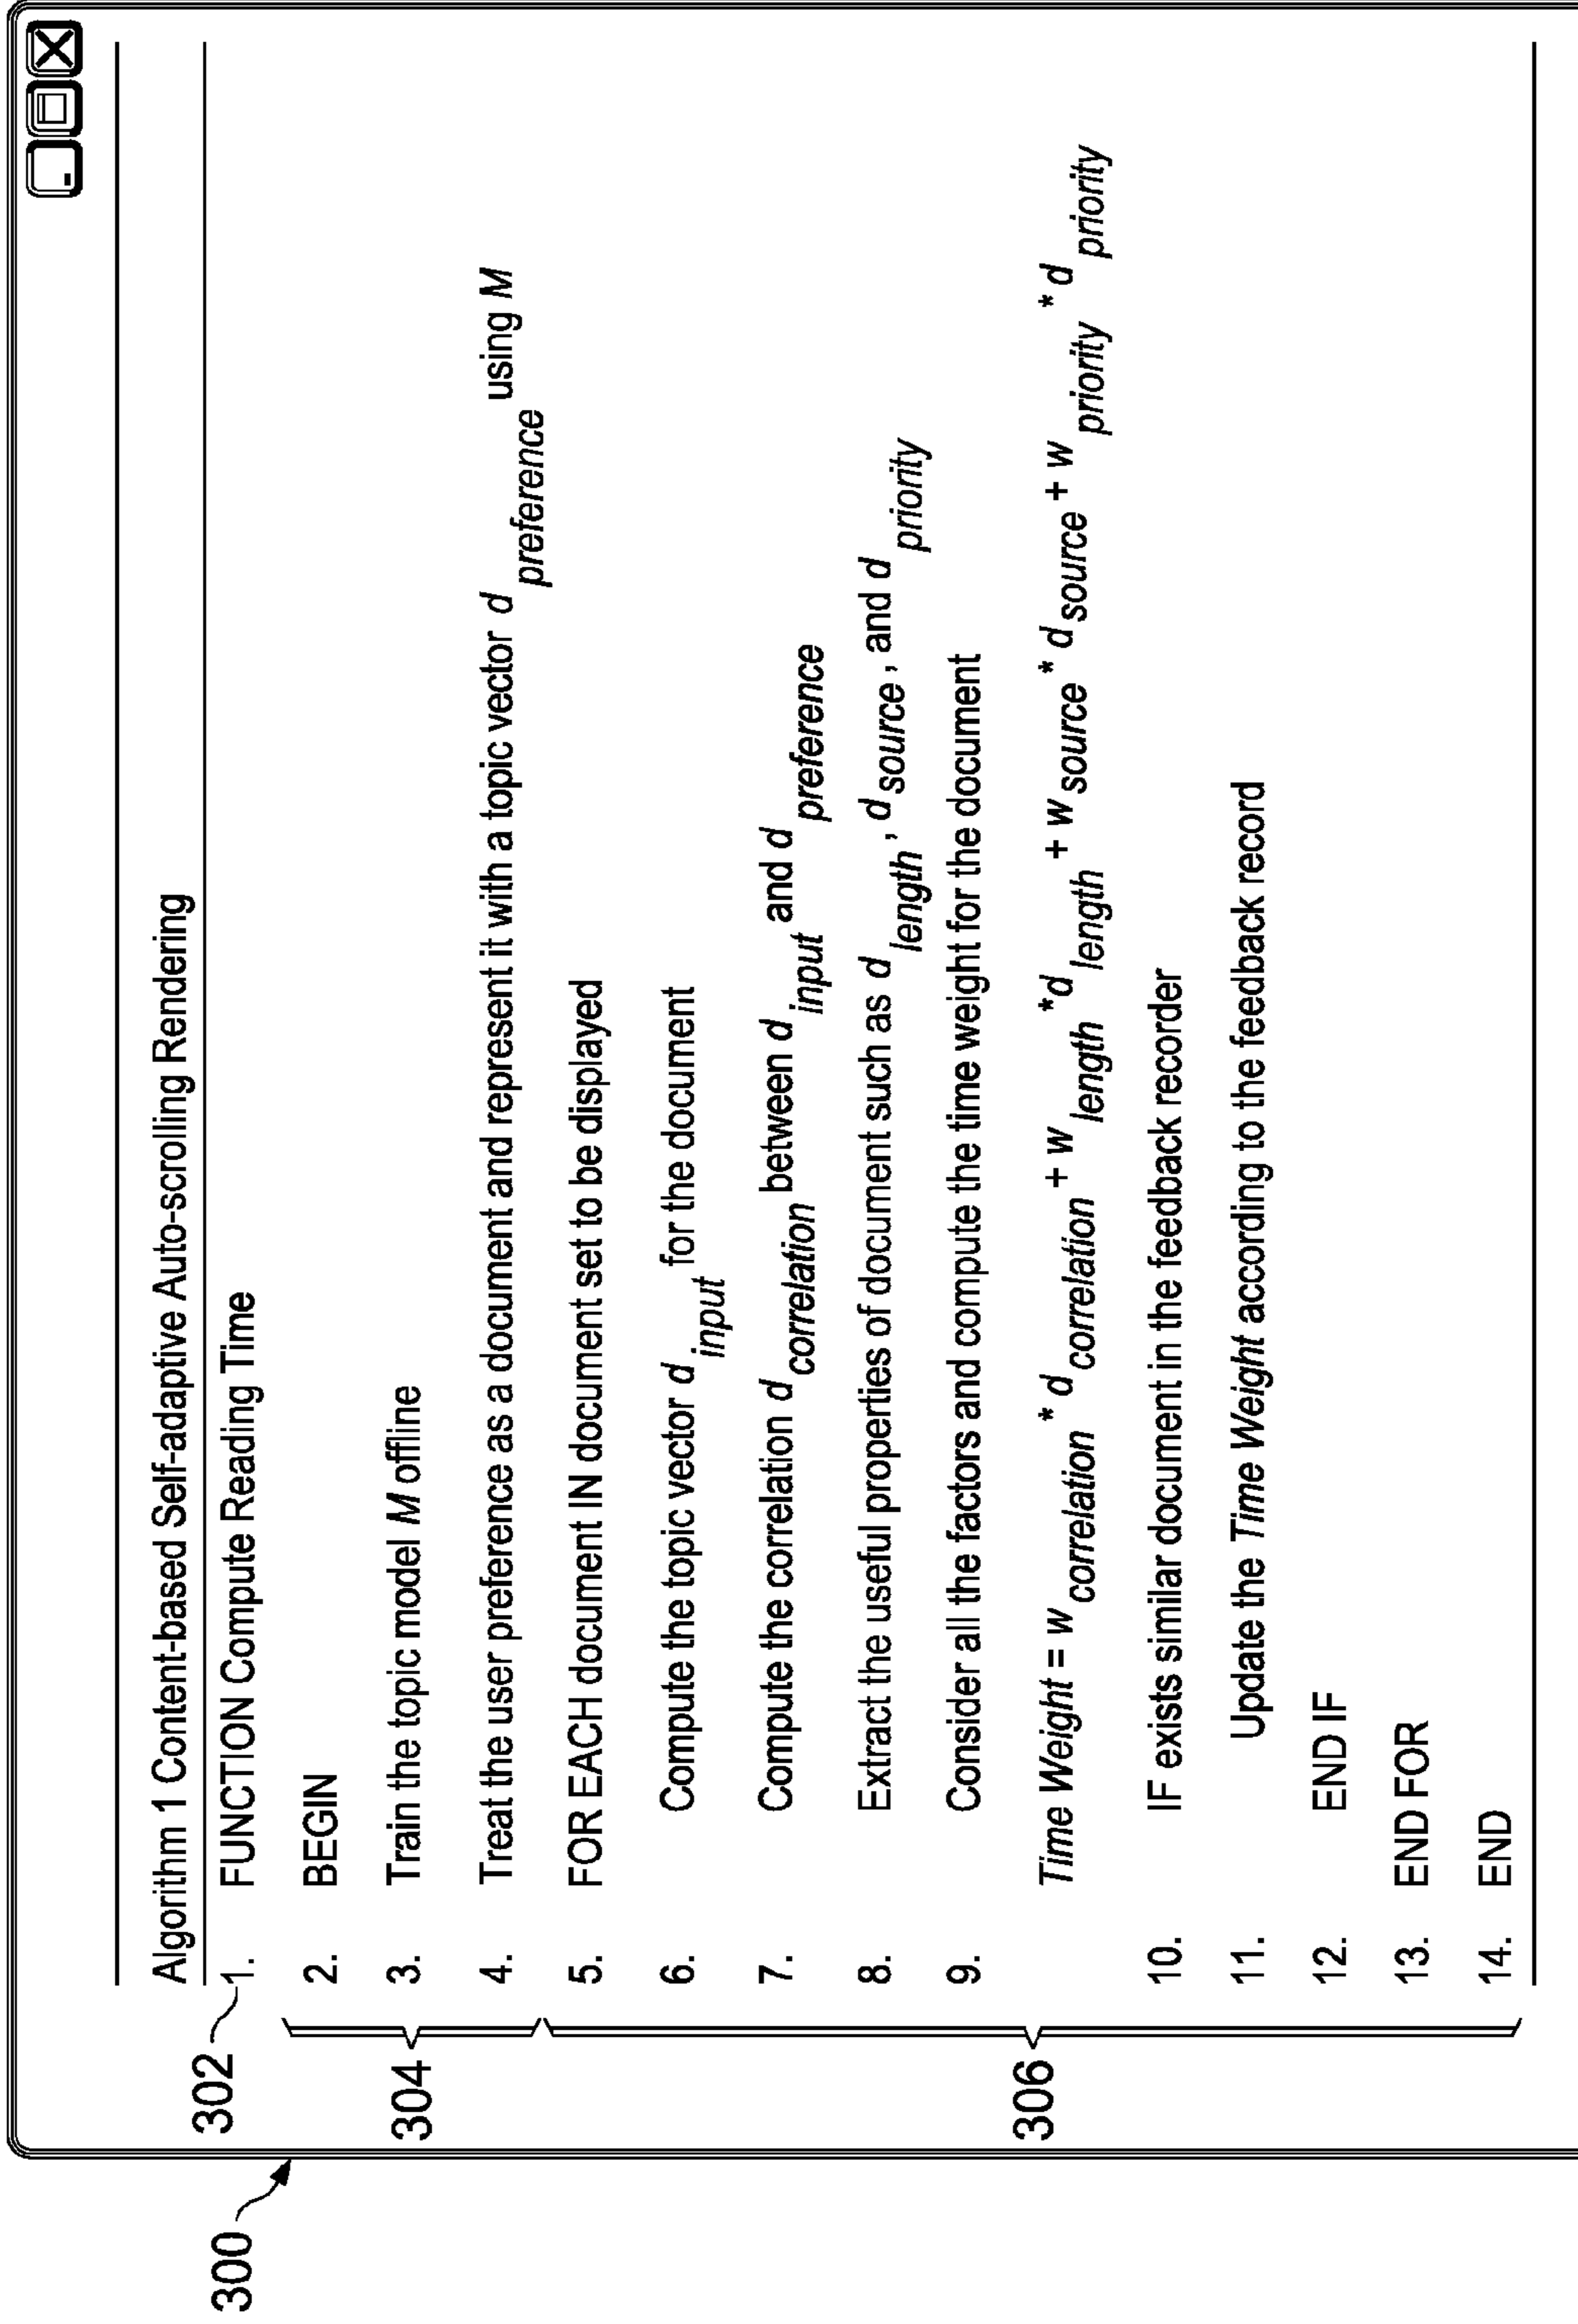 300
302
304
306
Algorithm 1 Content-based Self-adaptive Auto-scrolling Rendering
1. FUNCTION Compute Reading Time
2. BEGIN
3. Train the topic model M offline
4. Treat the user preference as a document and represent it with a topic vector d preference using M
5. FOR EACH document IN document set to be displayed
6. Compute the topic vector d input for the document
7. Compute the correlation d correlation between d input and d preference
8. Extract the useful properties of document such as d length, d source, and d priority
9. Consider all the factors and compute the time weight for the document
Time Weight = w correlation * d correlation + w length *d length + w source * d source + w priority * d priority
10. IF exists similar document in the feedback recorder
11. Update the Time Weight according to the feedback record
12. END IF
13. END FOR
14. END